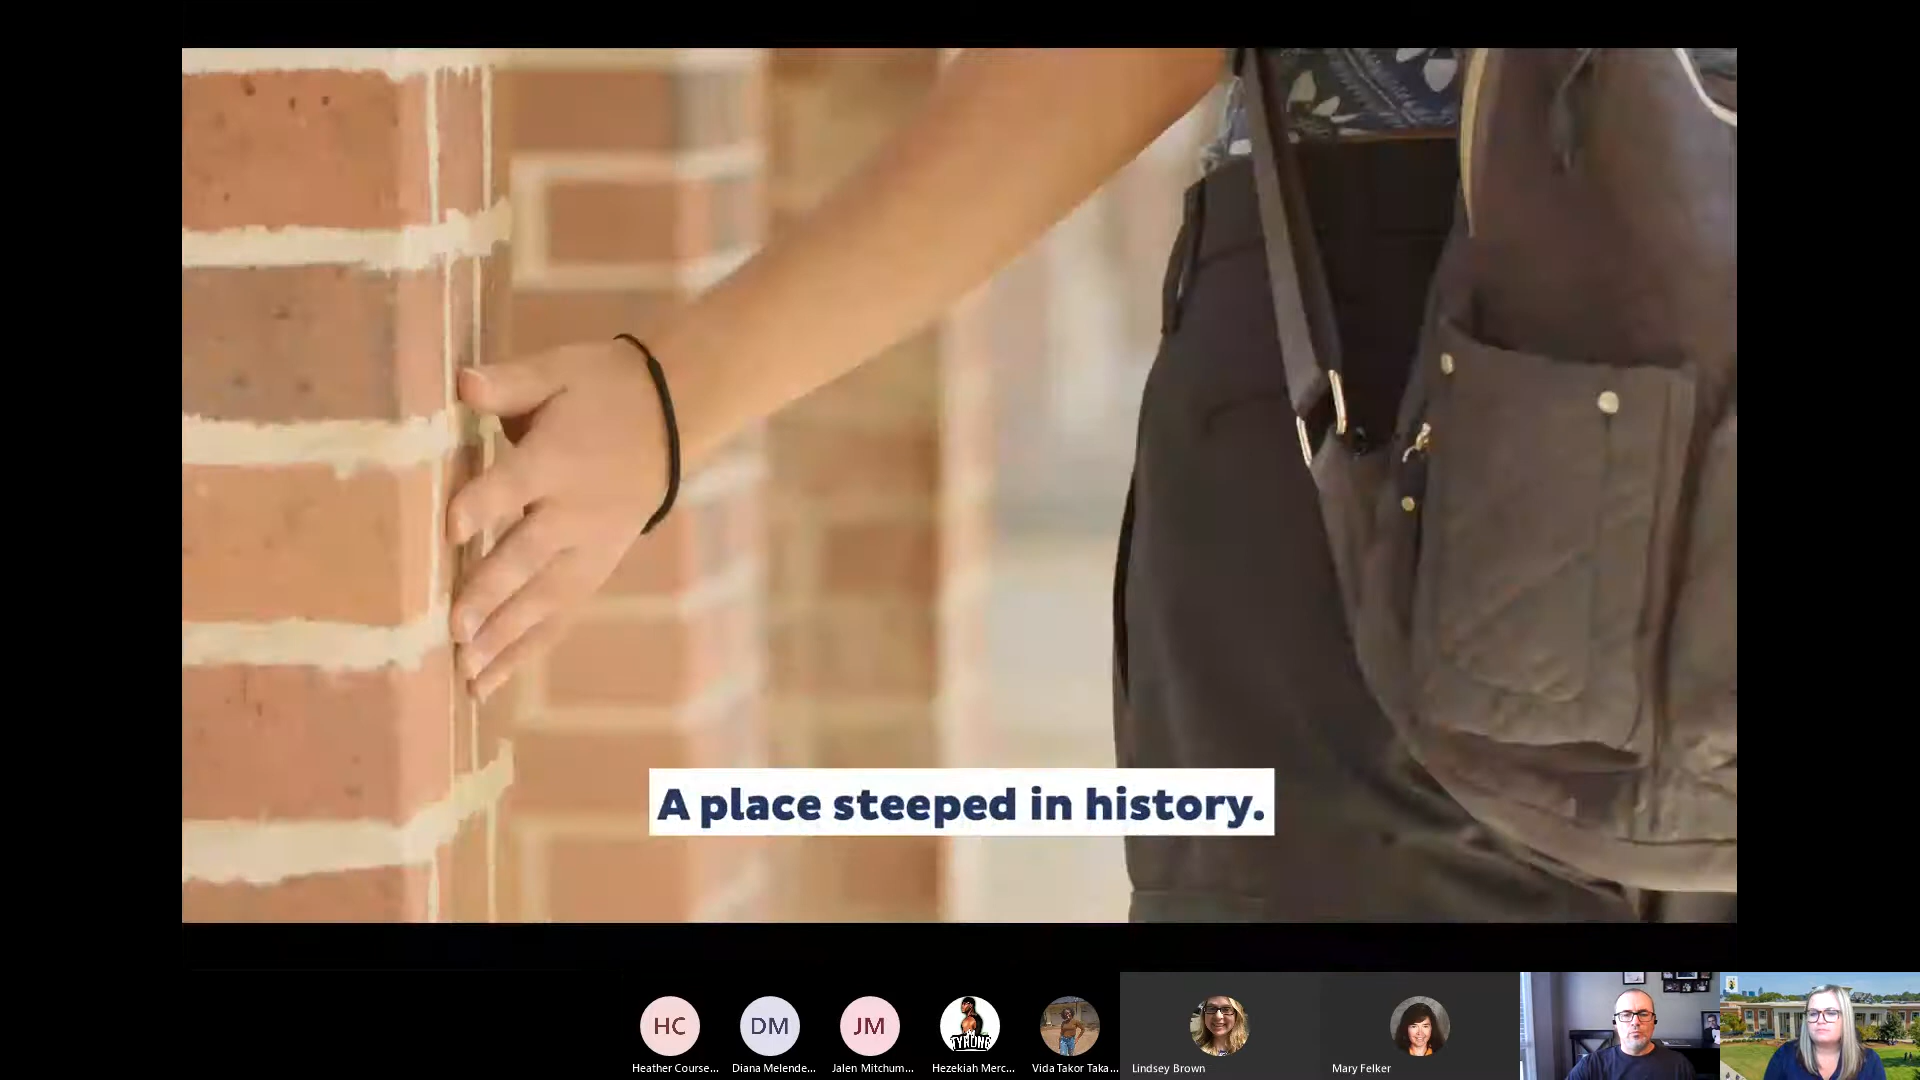 A place steeped in history.
HC
DM
JM
TYRONE
Heather Course...
Diana Melende...
Jalen Mitchum...
Hezekiah Merc...
Vida Takor Taka...
Lindsey Brown
Mary Felker